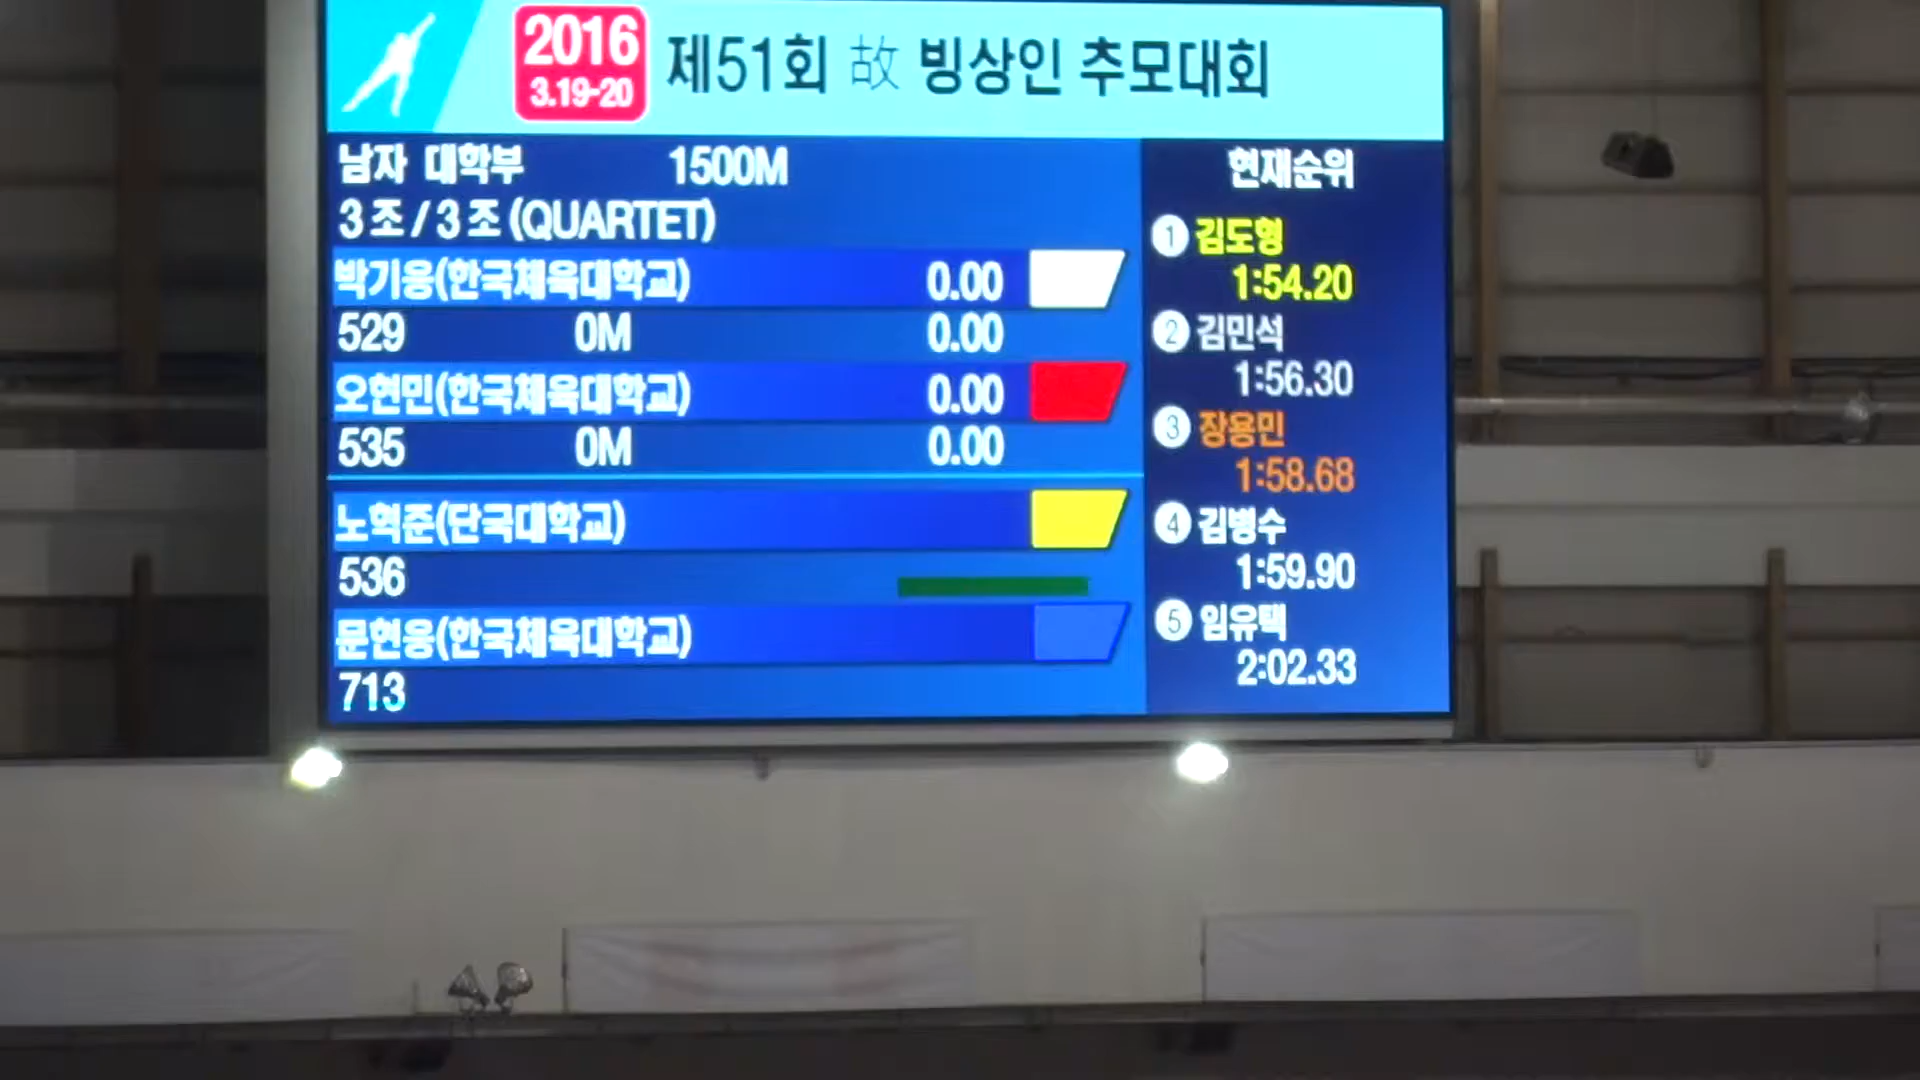 2016
3.19-20
제51회 故 빙상인 추모대회
남자 대학부 1500M
3조/3조(QUARTET)
박기웅(한국체육대학교) 0.00
529 0M 0.00
오현민(한국체육대학교) 0.00
535 0M 0.00
노혁준(단국대학교)
536
문현웅(한국체육대학교)
713
현재순위
1 김도형
1:54.20
2 김민석
1:56.30
3 장용민
1:58.68
4 김병수
1:59.90
5 임유택
2:02.33